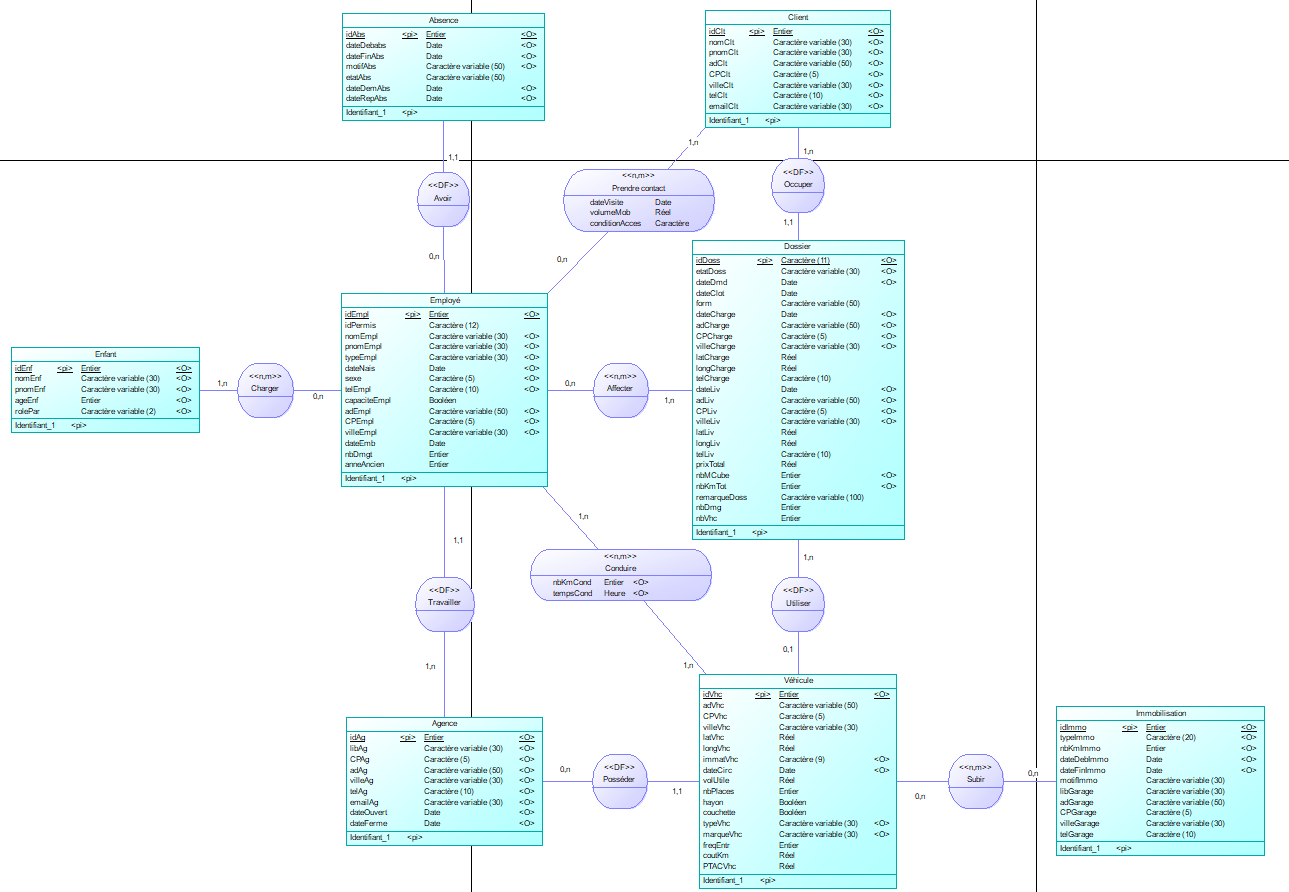 Absence
idAbs <pi> Entier <O>
dateDebabs Date <O>
dateFinAbs Date <O>
motifAbs Caractère variable (50) <O>
etatAbs Caractère variable (50)
dateDemAbs Date <O>
dateRepAbs Date <O>
Identifiant_1 <pi>
Client
idClt <pi> Entier <O>
nomClt Caractère variable (30) <O>
pnomClt Caractère variable (30) <O>
adClt Caractère variable (50) <O>
CPClt Caractère (5) <O>
villeClt Caractère variable (30) <O>
telClt Caractère (10) <O>
emailClt Caractère variable (30) <O>
Identifiant_1 <pi>
1,1
1,n
1,n
<<DF>>
Avoir
<<n,m>>
Prendre contact
dateVisite Date
volumeMob Réel
conditionAcces Caractère
<<DF>>
Occuper
0,n
0,n
1,1
Dossier
idDoss <pi> Caractère (11) <O>
etatDoss Caractère variable (30) <O>
dateDmd Date <O>
dateClot Date
form Caractère variable (50)
dateCharge Date <O>
adCharge Caractère variable (50) <O>
CPCharge Caractère (5) <O>
villeCharge Caractère variable (30) <O>
latCharge Réel
longCharge Réel
telCharge Caractère (10)
dateLiv Date <O>
adLiv Caractère variable (50) <O>
CPLiv Caractère (5) <O>
villeLiv Caractère variable (30) <O>
latLiv Réel
longLiv Réel
telLiv Caractère (10)
prixTotal Réel
nbMCube Entier <O>
nbKmTot Entier <O>
remarqueDoss Caractère variable (100)
nbDmg Entier
nbVhc Entier
Identifiant_1 <pi>
Employé
idEmpl <pi> Entier <O>
idPermis Caractère (12)
nomEmpl Caractère variable (30) <O>
pnomEmpl Caractère variable (30) <O>
typeEmpl Caractère variable (30) <O>
dateNais Date <O>
sexe Caractère (5) <O>
telEmpl Caractère (10) <O>
capaciteEmpl Booléen
adEmpl Caractère variable (50) <O>
CPEmpl Caractère (5) <O>
villeEmpl Caractère variable (30) <O>
dateEmb Date
nbDmgt Entier
anneAncien Entier
Identifiant_1 <pi>
Enfant
idEnf <pi> Entier <O>
nomEnf Caractère variable (30) <O>
pnomEnf Caractère variable (30) <O>
ageEnf Entier <O>
rolePar Caractère variable (2) <O>
Identifiant_1 <pi>
1,n
<<n,m>>
Charger
0,n
0,n
<<n,m>>
Affecter
1,n
1,1
1,n
1,n
<<n,m>>
Conduire
nbKmCond Entier <O>
tempsCond Heure <O>
<<DF>>
Travailler
<<DF>>
Utiliser
1,n
1,n
0,1
Agence
idAg <pi> Entier <O>
libAg Caractère variable (30) <O>
CPAg Caractère (5) <O>
adAg Caractère variable (50) <O>
villeAg Caractère variable (30) <O>
telAg Caractère (10) <O>
emailAg Caractère variable (30) <O>
dateOuvert Date <O>
dateFerme Date <O>
Identifiant_1 <pi>
0,n
<<DF>>
Posséder
1,1
Véhicule
idVhc <pi> Entier <O>
adVhc Caractère variable (50)
CPVhc Caractère (5)
villeVhc Caractère variable (30)
latVhc Réel
longVhc Réel
immatVhc Caractère (9) <O>
dateCirc Date <O>
volUtile Réel
nbPlaces Entier
hayon Booléen
couchette Booléen
typeVhc Caractère variable (30) <O>
marqueVhc Caractère variable (30) <O>
freqEntr Entier
coutKm Réel
PTACVhc Réel
Identifiant_1 <pi>
0,n
<<n,m>>
Subir
0,n
Immobilisation
idImmo <pi> Entier <O>
typeImmo Caractère (20) <O>
nbKmImmo Entier <O>
dateDebImmo Date <O>
dateFinImmo Date <O>
motifImmo Caractère variable (30)
libGarage Caractère variable (30)
adGarage Caractère variable (50)
CPGarage Caractère (5)
villeGarage Caractère variable (30)
telGarage Caractère (10)
Identifiant_1 <pi>